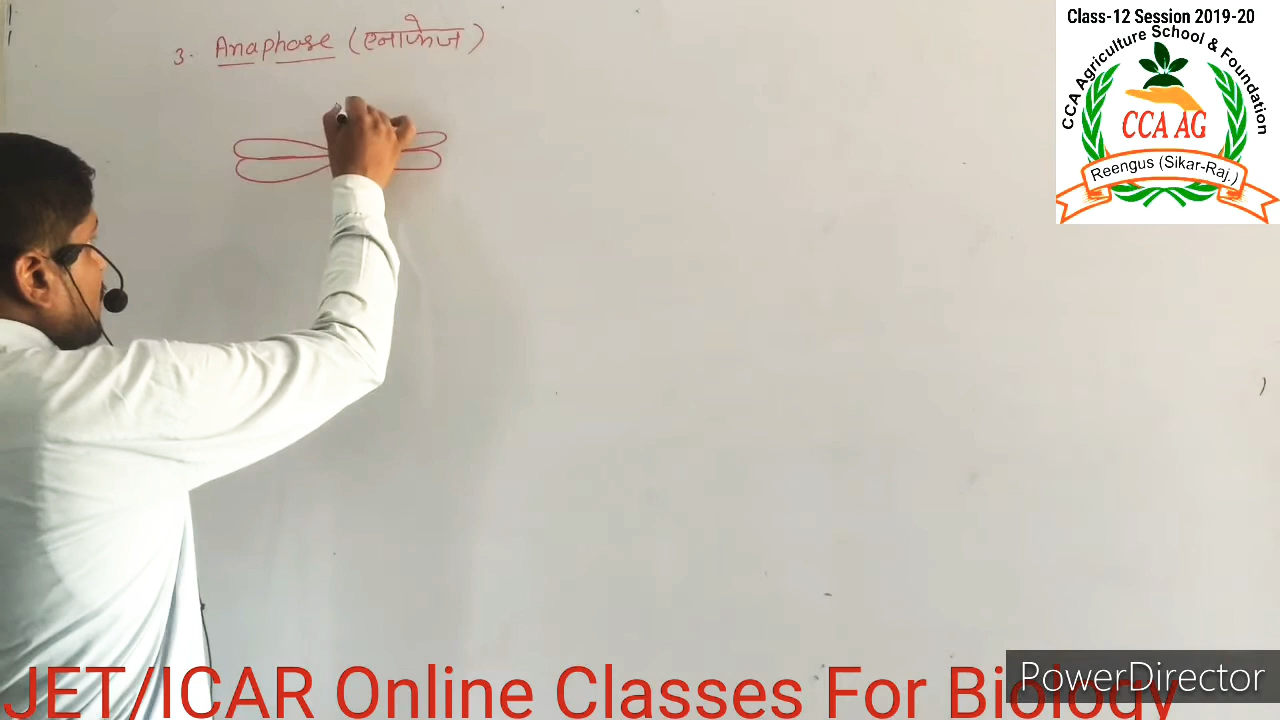 Class-12 Session 2019-20
CCA Agriculture School & Foundation
CCA AG
Reengus (Sikar-Raj.)
3. Anaphase (एनाफेज)
JET/ICAR Online Classes For Biology
PowerDirector